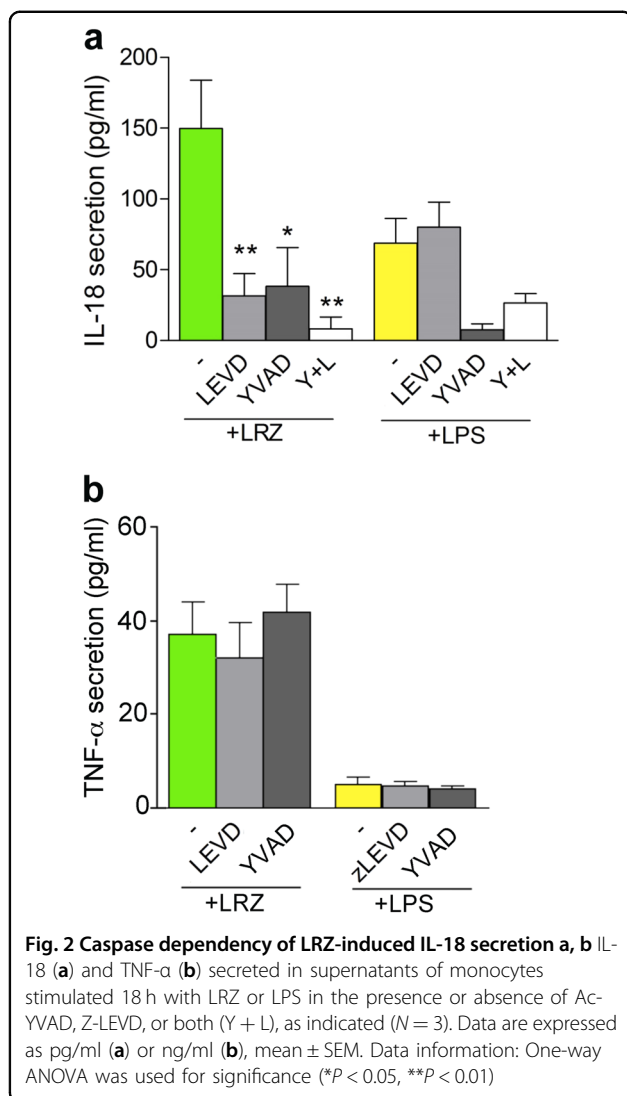 a
IL-18 secretion (pg/ml)
200
150
100
50
0
**
*
**
- LEVD YVAD Y+L - LEVD YVAD Y+L
+LRZ +LPS
b
TNF-α secretion (pg/ml)
60
40
20
0
- LEVD YVAD - zLEVD YVAD
+LRZ +LPS
Fig. 2 Caspase dependency of LRZ-induced IL-18 secretion a, b IL-
18 (a) and TNF-α (b) secreted in supernatants of monocytes
stimulated 18 h with LRZ or LPS in the presence or absence of Ac-
YVAD, Z-LEVD, or both (Y + L), as indicated (N = 3). Data are expressed
as pg/ml (a) or ng/ml (b), mean ± SEM. Data information: One-way
ANOVA was used for significance (*P < 0.05, **P < 0.01)